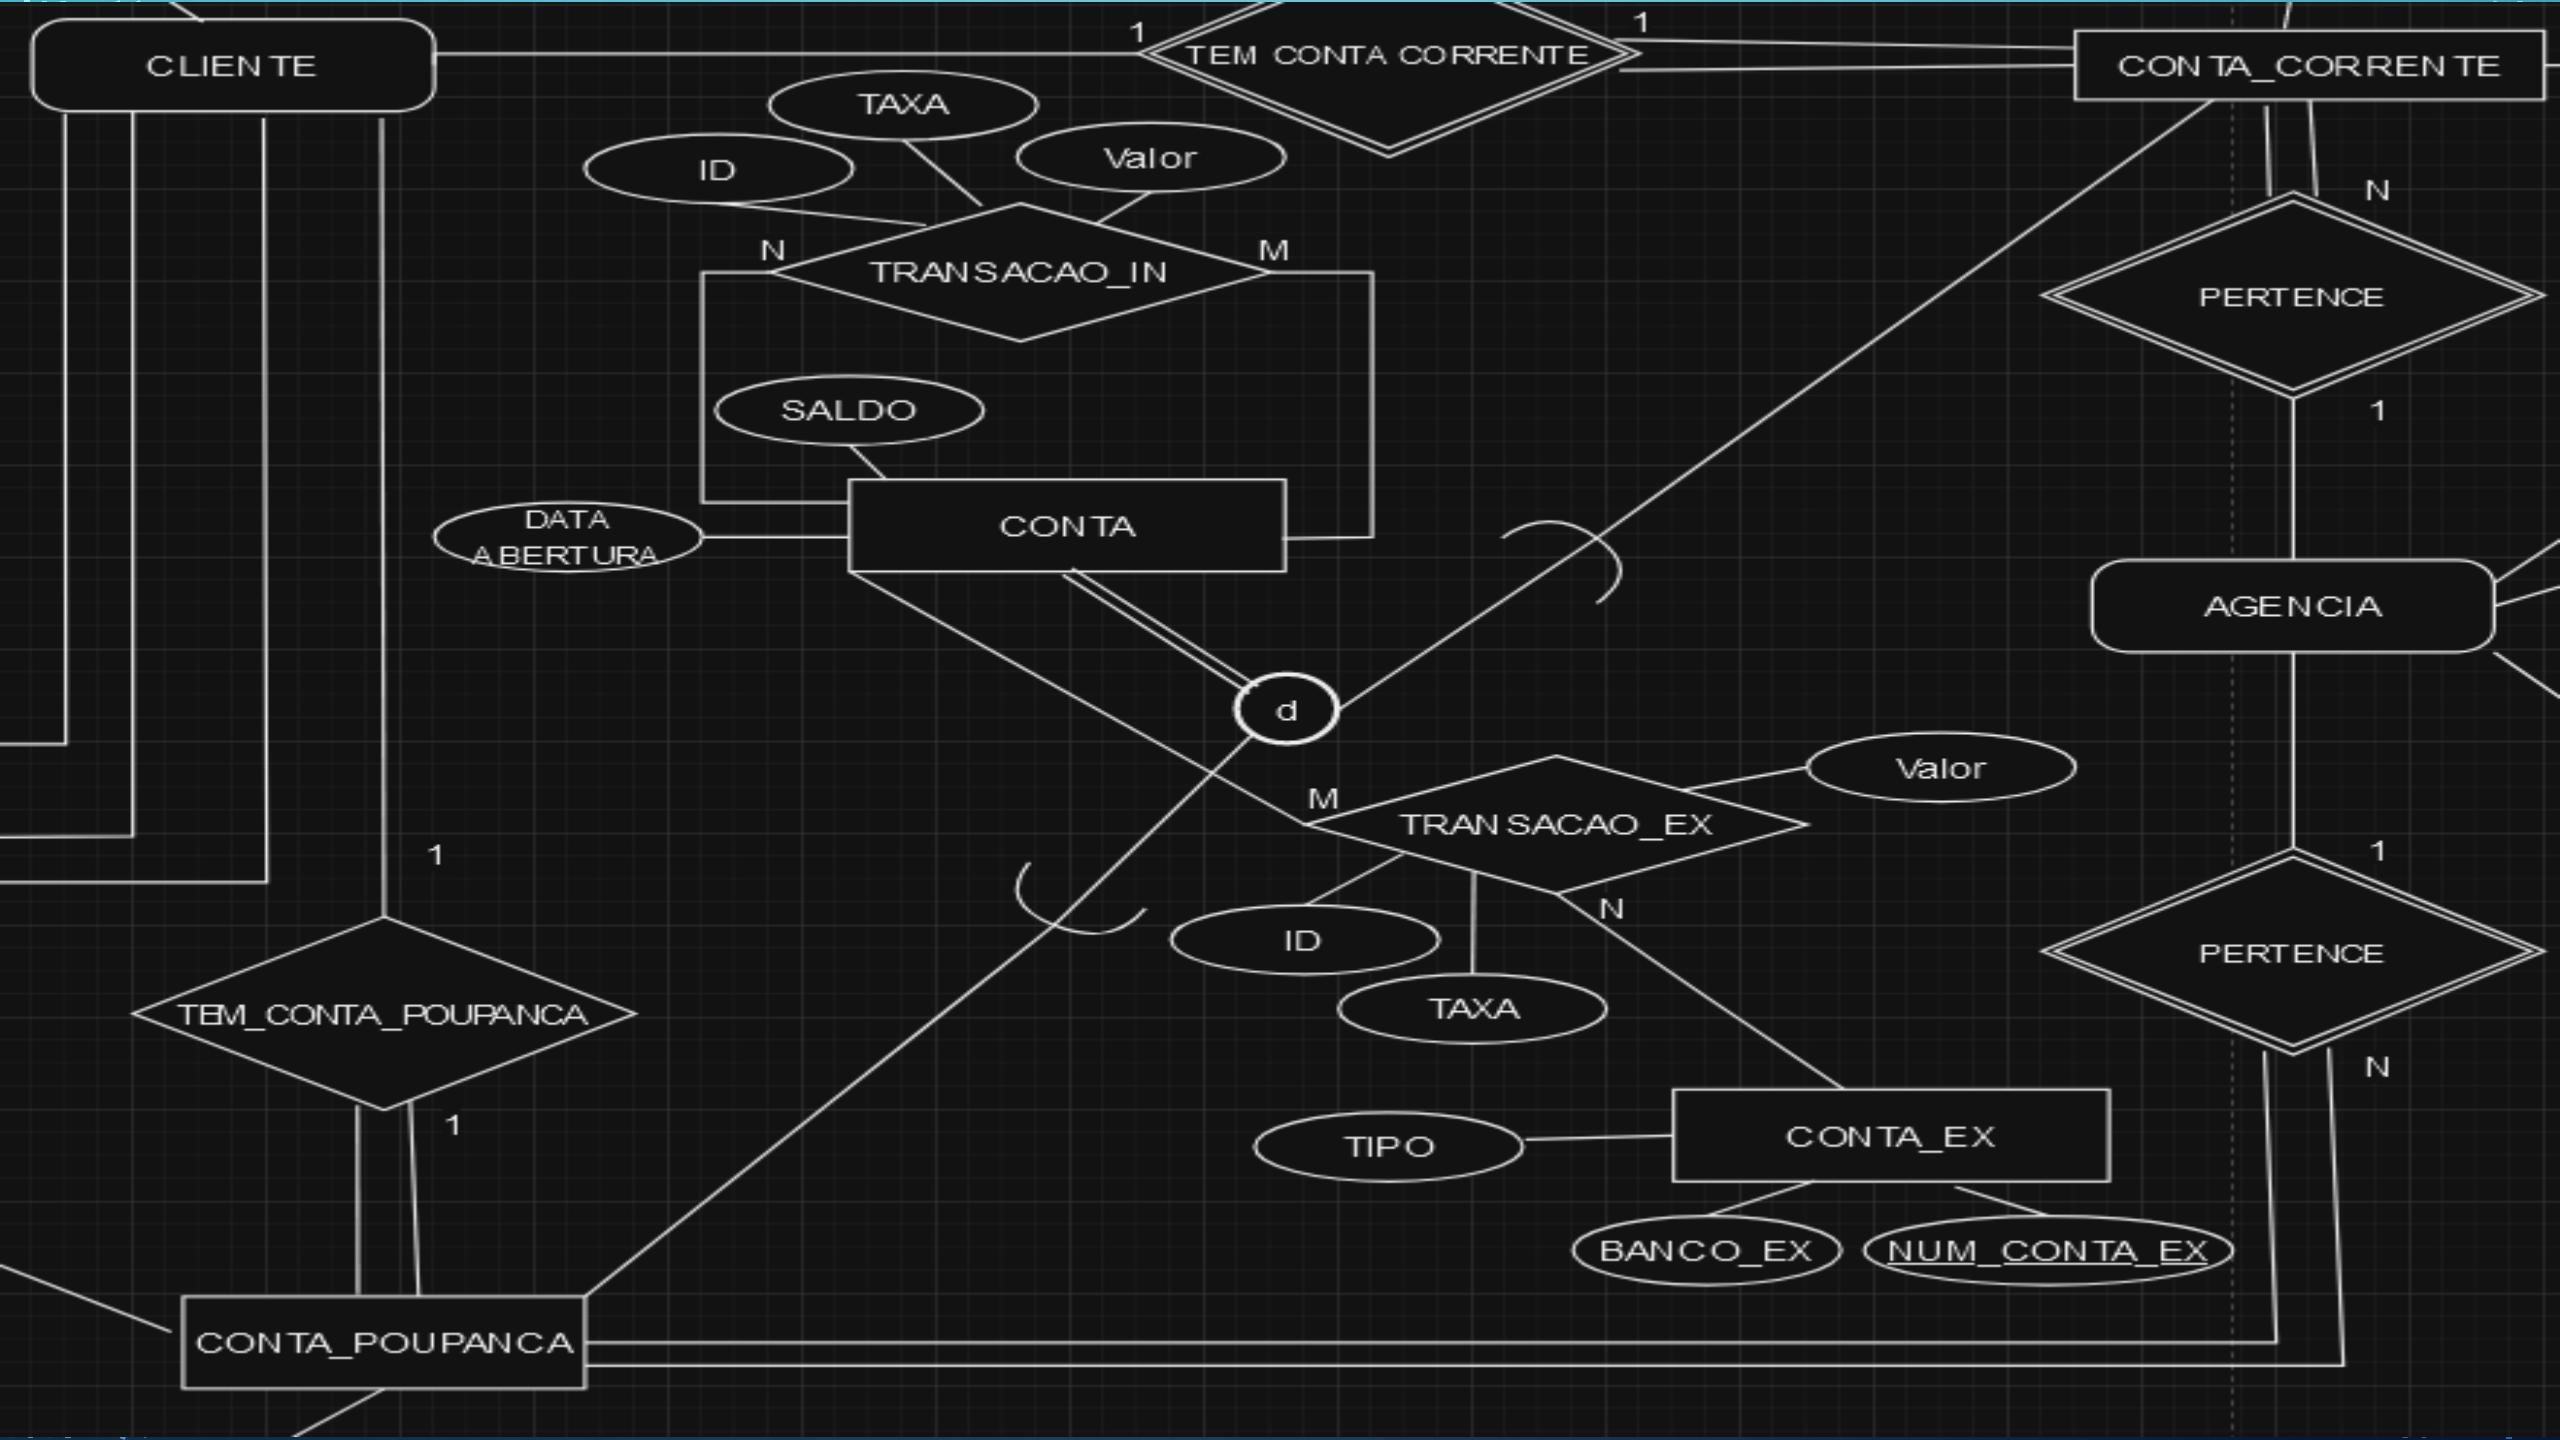 1
1
TEM CONTA CORRENTE
CLIENTE
CONTA_CORRENTE
TAXA
Valor
ID
N
N
M
TRANSACAO_IN
PERTENCE
SALDO
1
DATA
ABERTURA
CONTA
AGENCIA
d
Valor
M
TRANSACAO_EX
1
1
N
ID
PERTENCE
TAXA
TEM_CONTA_POUPANCA
N
1
TIPO
CONTA_EX
BANCO_EX
NUM_CONTA_EX
CONTA_POUPANCA